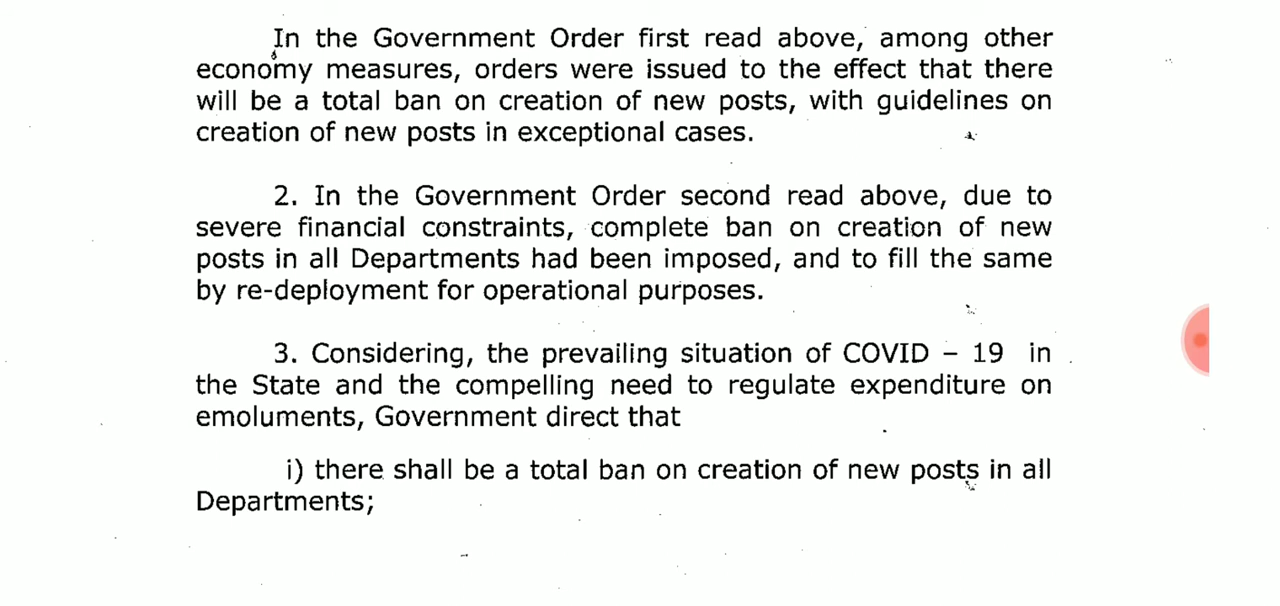 In the Government Order first read above, among other
economy measures, orders were issued to the effect that there
will be a total ban on creation of new posts, with guidelines on
creation of new posts in exceptional cases.
2. In the Government Order second read above, due to
severe financial constraints, complete ban on creation of new
posts in all Departments had been imposed, and to fill the same
by re-deployment for operational purposes.
3. Considering, the prevailing situation of COVID – 19 in
the State and the compelling need to regulate expenditure on
emoluments, Government direct that
i) there shall be a total ban on creation of new posts in all
Departments;